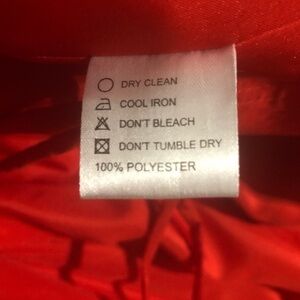 DRY CLEAN
COOL IRON
DON'T BLEACH
DON'T TUMBLE DRY
100% POLYESTER